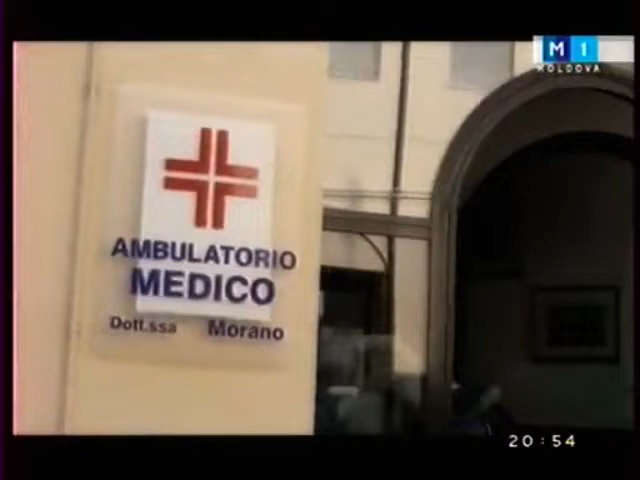 M1
MOLDOVA
AMBULATORIO
MEDICO
Dott.ssa Morano
20:54